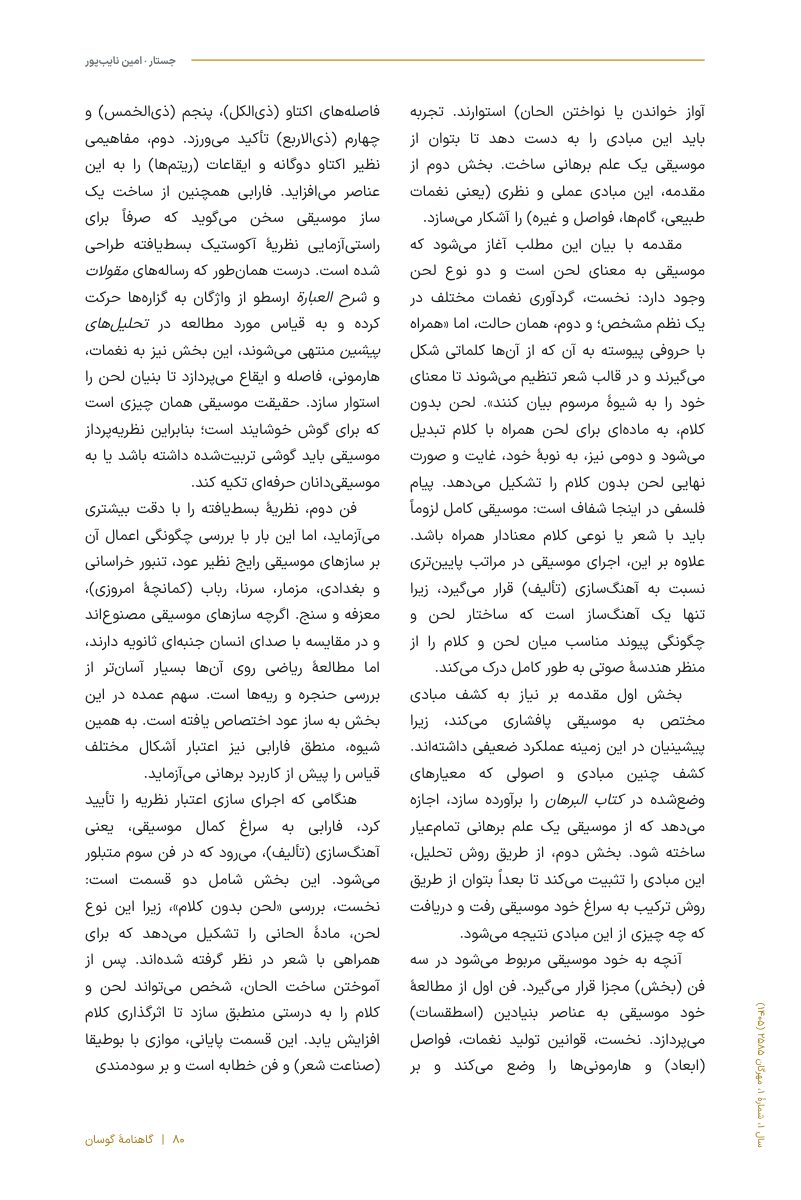 جستار · امین نایب‌پور
آواز خواندن یا نواختن الحان) استوارند. تجربه
باید این مبادی را به دست دهد تا بتوان از
موسیقی یک علم برهانی ساخت. بخش دوم از
مقدمه، این مبادی عملی و نظری (یعنی نغمات
طبیعی، گام‌ها، فواصل و غیره) را آشکار می‌سازد.
مقدمه با بیان این مطلب آغاز می‌شود که
موسیقی به معنای لحن است و دو نوع لحن
وجود دارد: نخست، گردآوری نغمات مختلف در
یک نظم مشخص؛ و دوم، همان حالت، اما «همراه
با حروفی پیوسته به آن که از آن‌ها کلماتی شکل
می‌گیرند و در قالب شعر تنظیم می‌شوند تا معنای
خود را به شیوهٔ مرسوم بیان کنند». لحن بدون
کلام، به ماده‌ای برای لحن همراه با کلام تبدیل
می‌شود و دومی نیز، به نوبهٔ خود، غایت و صورت
نهایی لحن بدون کلام را تشکیل می‌دهد. پیام
فلسفی در اینجا شفاف است: موسیقی کامل لزوماً
باید با شعر یا نوعی کلام معنادار همراه باشد.
علاوه بر این، اجرای موسیقی در مراتب پایین‌تری
نسبت به آهنگ‌سازی (تألیف) قرار می‌گیرد، زیرا
تنها یک آهنگ‌ساز است که ساختار لحن و
چگونگی پیوند مناسب میان لحن و کلام را از
منظر هندسهٔ صوتی به طور کامل درک می‌کند.
بخش اول مقدمه بر نیاز به کشف مبادی
مختص به موسیقی پافشاری می‌کند، زیرا
پیشینیان در این زمینه عملکرد ضعیفی داشته‌اند.
کشف چنین مبادی و اصولی که معیارهای
وضع‌شده در کتاب البرهان را برآورده سازد، اجازه
می‌دهد که از موسیقی یک علم برهانی تمام‌عیار
ساخته شود. بخش دوم، از طریق روش تحلیل،
این مبادی را تثبیت می‌کند تا بعداً بتوان از طریق
روش ترکیب به سراغ خود موسیقی رفت و دریافت
که چه چیزی از این مبادی نتیجه می‌شود.
آنچه به خود موسیقی مربوط می‌شود در سه
فن (بخش) مجزا قرار می‌گیرد. فن اول از مطالعهٔ
خود موسیقی به عناصر بنیادین (اسطقسات)
می‌پردازد. نخست، قوانین تولید نغمات، فواصل
(ابعاد) و هارمونی‌ها را وضع می‌کند و بر
فاصله‌های اکتاو (ذی‌الکل)، پنجم (ذی‌الخمس) و
چهارم (ذی‌الاربع) تأکید می‌ورزد. دوم، مفاهیمی
نظیر اکتاو دوگانه و ایقاعات (ریتم‌ها) را به این
عناصر می‌افزاید. فارابی همچنین از ساخت یک
ساز موسیقی سخن می‌گوید که صرفاً برای
راستی‌آزمایی نظریهٔ آکوستیک بسط‌یافته طراحی
شده است. درست همان‌طور که رساله‌های مقولات
و شرح العبارة ارسطو از واژگان به گزاره‌ها حرکت
کرده و به قیاس مورد مطالعه در تحلیل‌های
پیشین منتهی می‌شوند، این بخش نیز به نغمات،
هارمونی، فاصله و ایقاع می‌پردازد تا بنیان لحن را
استوار سازد. حقیقت موسیقی همان چیزی است
که برای گوش خوشایند است؛ بنابراین نظریه‌پرداز
موسیقی باید گوشی تربیت‌شده داشته باشد یا به
موسیقی‌دانان حرفه‌ای تکیه کند.
فن دوم، نظریهٔ بسط‌یافته را با دقت بیشتری
می‌آزماید، اما این بار با بررسی چگونگی اعمال آن
بر سازهای موسیقی رایج نظیر عود، تنبور خراسانی
و بغدادی، مزمار، سرنا، رباب (کمانچهٔ امروزی)،
معزفه و سنج. اگرچه سازهای موسیقی مصنوع‌اند
و در مقایسه با صدای انسان جنبه‌ای ثانویه دارند،
اما مطالعهٔ ریاضی روی آن‌ها بسیار آسان‌تر از
بررسی حنجره و ریه‌ها است. سهم عمده در این
بخش به ساز عود اختصاص یافته است. به همین
شیوه، منطق فارابی نیز اعتبار اَشکال مختلف
قیاس را پیش از کاربرد برهانی می‌آزماید.
هنگامی که اجرای سازی اعتبار نظریه را تأیید
کرد، فارابی به سراغ کمال موسیقی، یعنی
آهنگ‌سازی (تألیف)، می‌رود که در فن سوم متبلور
می‌شود. این بخش شامل دو قسمت است:
نخست، بررسی «لحن بدون کلام»، زیرا این نوع
لحن، مادهٔ الحانی را تشکیل می‌دهد که برای
همراهی با شعر در نظر گرفته شده‌اند. پس از
آموختن ساخت الحان، شخص می‌تواند لحن و
کلام را به درستی منطبق سازد تا اثرگذاری کلام
افزایش یابد. این قسمت پایانی، موازی با بوطیقا
(صناعت شعر) و فن خطابه است و بر سودمندی
سال ۱، شمارهٔ ۱، مهرگان ۲۵۸۵ (۱۴۰۵)
۸۰ | گاهنامهٔ گوسان